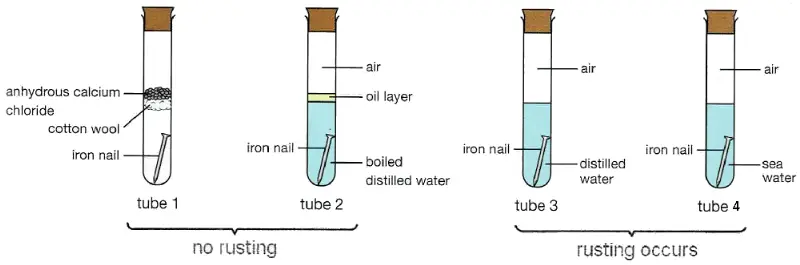 anhydrous calcium
chloride
cotton wool
iron nail
tube 1
air
oil layer
iron nail
boiled
distilled water
tube 2
no rusting
air
iron nail
distilled
water
tube 3
air
iron nail
sea
water
tube 4
rusting occurs